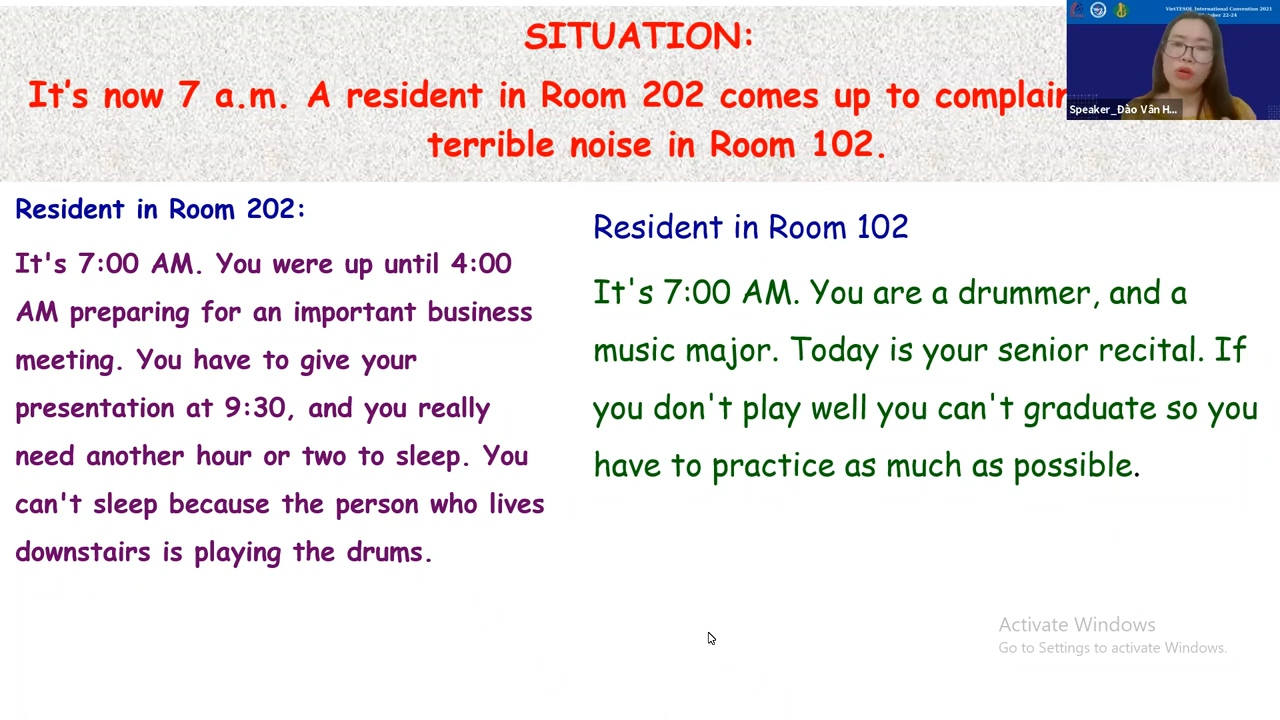 SITUATION:
It's now 7 a.m. A resident in Room 202 comes up to complain
terrible noise in Room 102.
VietTESOL International Convention 2021
22-24
Speaker_Đào Vân H...
Resident in Room 202:
It's 7:00 AM. You were up until 4:00
AM preparing for an important business
meeting. You have to give your
presentation at 9:30, and you really
need another hour or two to sleep. You
can't sleep because the person who lives
downstairs is playing the drums.
Resident in Room 102
It's 7:00 AM. You are a drummer, and a
music major. Today is your senior recital. If
you don't play well you can't graduate so you
have to practice as much as possible.
Activate Windows
Go to Settings to activate Windows.